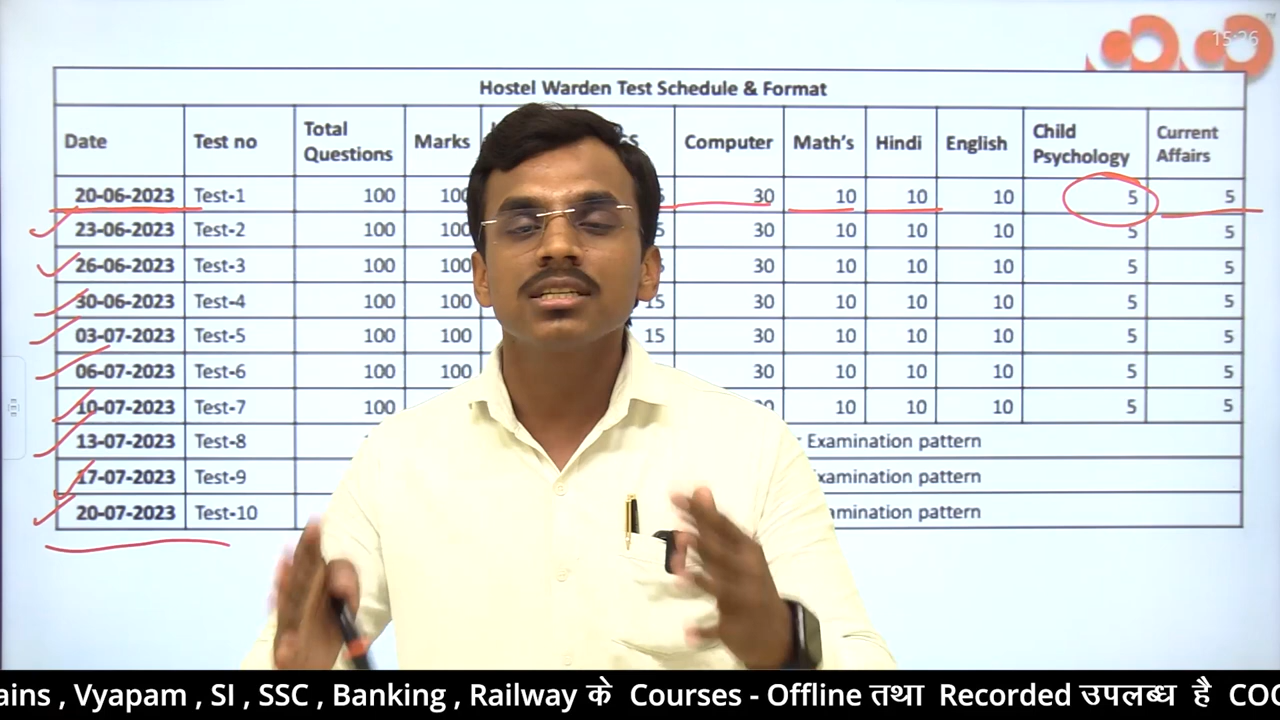 15:26
Hostel Warden Test Schedule & Format
Date Test no Total Questions Marks Computer Math's Hindi English Child Psychology Current Affairs
20-06-2023 Test-1 100 100 30 10 10 10 5 5
23-06-2023 Test-2 100 100 30 10 10 10 5 5
26-06-2023 Test-3 100 100 30 10 10 10 5 5
30-06-2023 Test-4 100 100 15 30 10 10 10 5 5
03-07-2023 Test-5 100 100 15 30 10 10 10 5 5
06-07-2023 Test-6 100 100 30 10 10 10 5 5
10-07-2023 Test-7 100 10 10 10 5 5
13-07-2023 Test-8 Examination pattern
17-07-2023 Test-9 pattern
20-07-2023 Test-10 pattern
, Vyapam , SI , SSC , Banking , Railway के Courses - Offline तथा Recorded उपलब्ध है